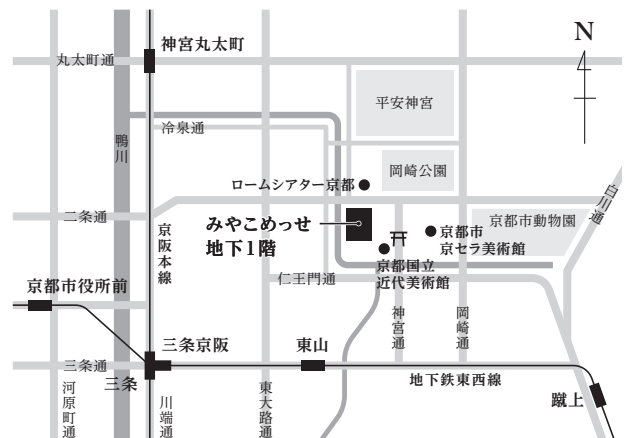 神宮丸太町
N
丸太町通
平安神宮
冷泉通
鴨川
岡崎公園
ロームシアター京都
白川通
二条通
みやこめっせ
地下1階
京都市動物園
京都市
京セラ美術館
京阪本線
京都国立
近代美術館
仁王門通
京都市役所前
神宮通
岡崎通
三条京阪
東山
三条通
三条
地下鉄東西線
蹴上
河原町通
川端通
東大路通